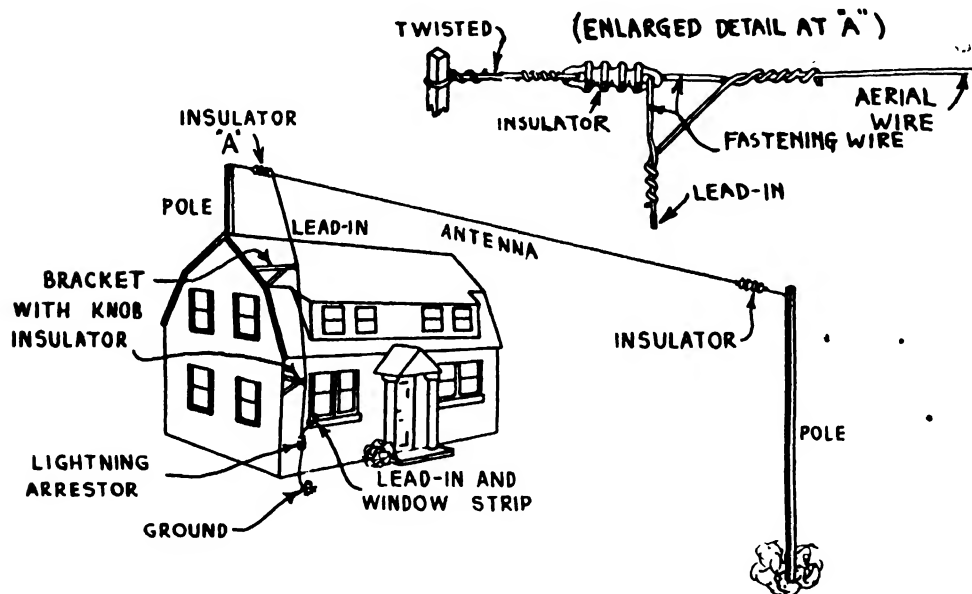 TWISTED
(ENLARGED DETAIL AT "A")
INSULATOR
AERIAL
WIRE
FASTENING WIRE
LEAD-IN
INSULATOR
"A"
POLE
LEAD-IN
ANTENNA
BRACKET
WITH KNOB
INSULATOR
INSULATOR
POLE
LIGHTNING
ARRESTOR
LEAD-IN AND
WINDOW STRIP
GROUND